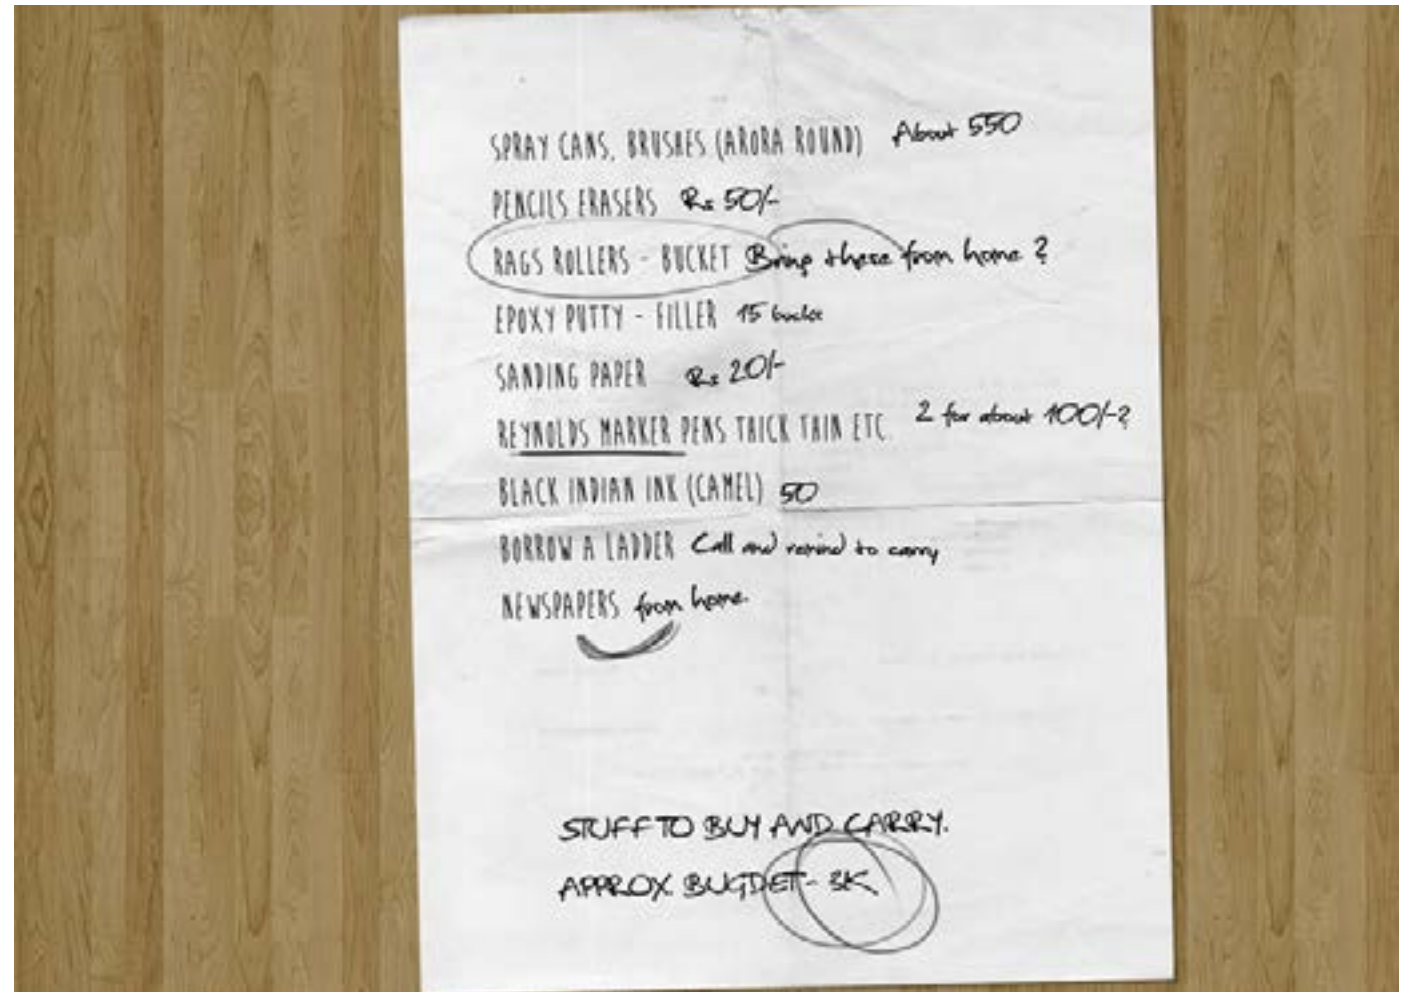 SPRAY CANS, BRUSHES (ARORA ROUND) About 550
PENCILS ERASERS Rs 50/-
RAGS ROLLERS - BUCKET Bring these from home ?
EPOXY PUTTY - FILLER 15 bucks
SANDING PAPER Rs 20/-
REYNOLDS MARKER PENS THICK THIN ETC 2 for about 100/-?
BLACK INDIAN INK (CAMEL) 50
BORROW A LADDER Call and remind to carry
NEWSPAPERS from home.
STUFF TO BUY AND CARRY.
APPROX. BUGDET - 3K